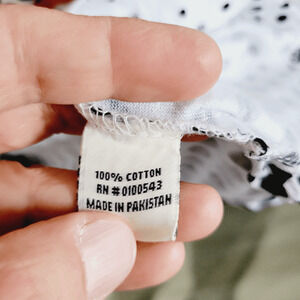 100% COTTON
RN #0100543
MADE IN PAKISTAN